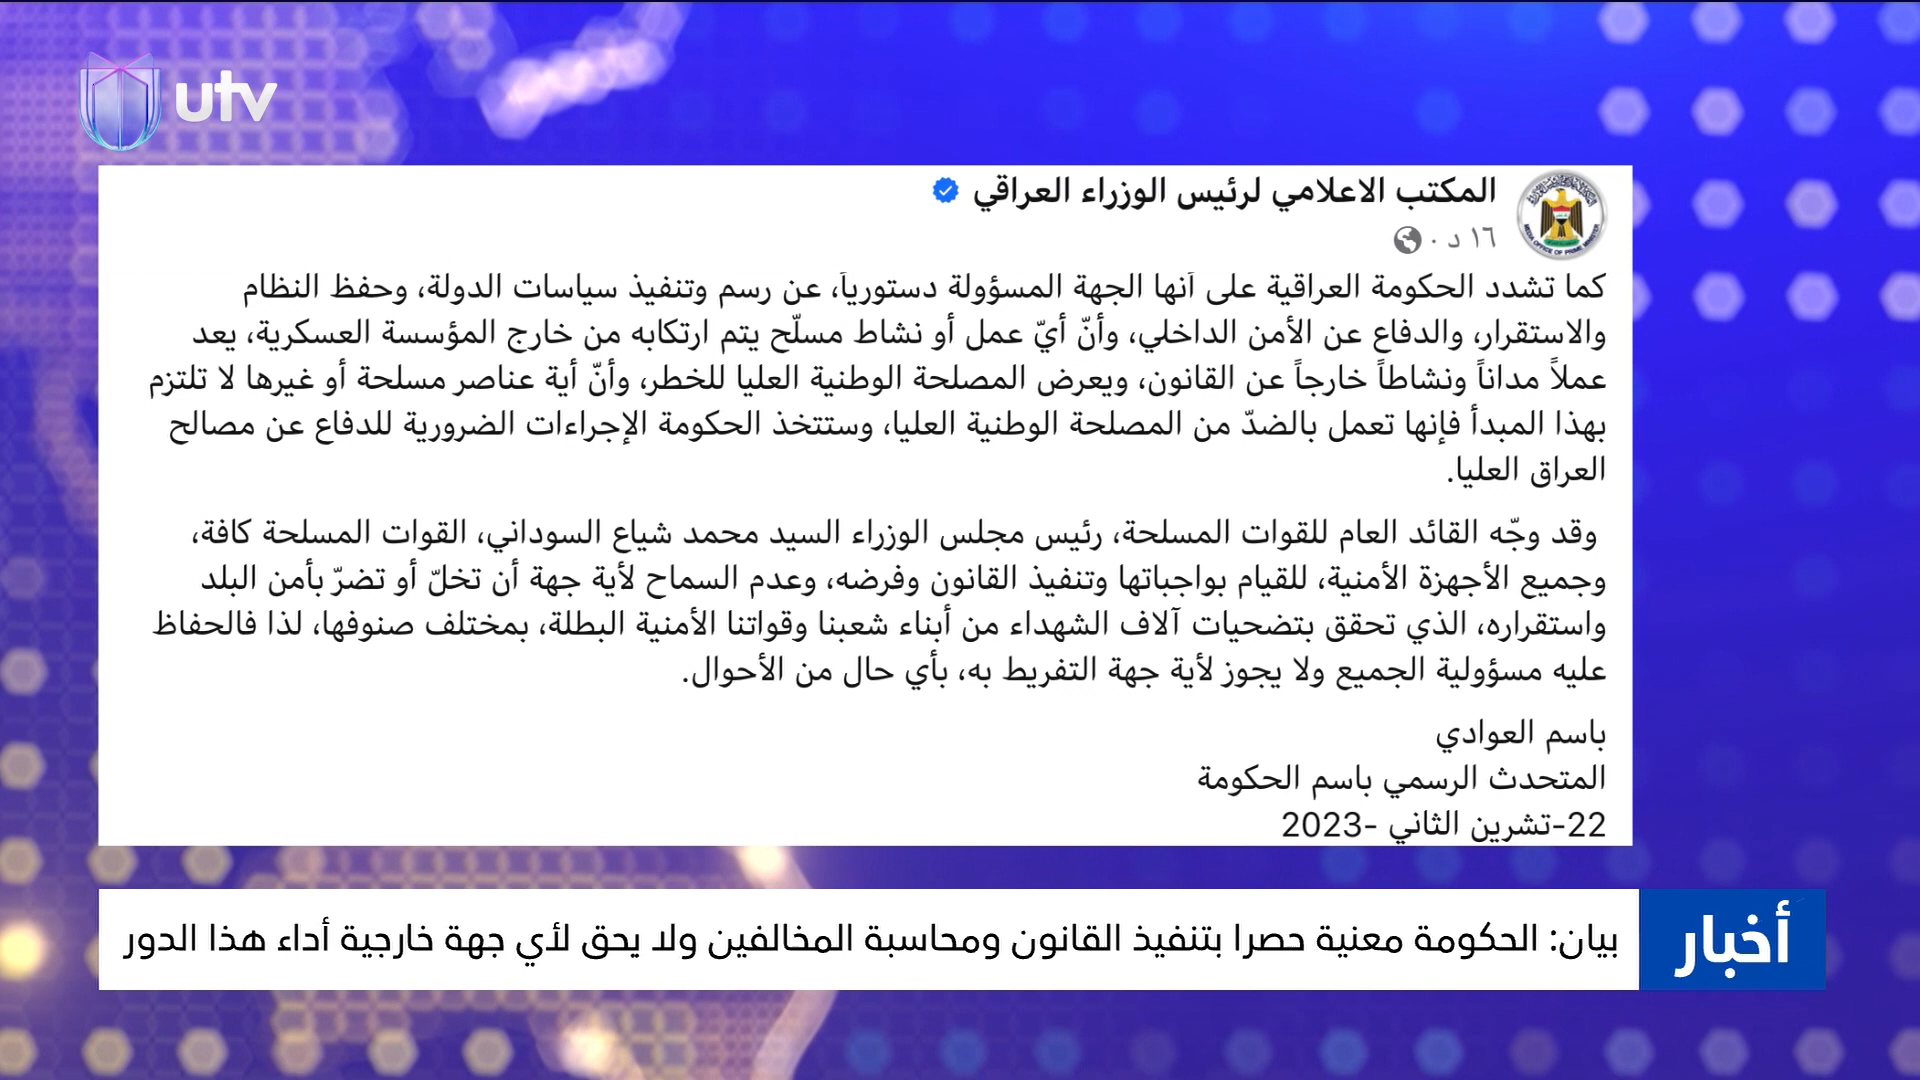 utv
المكتب الاعلامي لرئيس الوزراء العراقي
١٦ د ·
كما تشدد الحكومة العراقية على أنها الجهة المسؤولة دستورياً، عن رسم وتنفيذ سياسات الدولة، وحفظ النظام
والاستقرار، والدفاع عن الأمن الداخلي، وأنّ أيّ عمل أو نشاط مسلّح يتم ارتكابه من خارج المؤسسة العسكرية، يعد
عملاً مداناً ونشاطاً خارجاً عن القانون، ويعرض المصلحة الوطنية العليا للخطر، وأنّ أية عناصر مسلحة أو غيرها لا تلتزم
بهذا المبدأ فإنها تعمل بالضدّ من المصلحة الوطنية العليا، وستتخذ الحكومة الإجراءات الضرورية للدفاع عن مصالح
العراق العليا.
وقد وجّه القائد العام للقوات المسلحة، رئيس مجلس الوزراء السيد محمد شياع السوداني، القوات المسلحة كافة،
وجميع الأجهزة الأمنية، للقيام بواجباتها وتنفيذ القانون وفرضه، وعدم السماح لأية جهة أن تخلّ أو تضرّ بأمن البلد
واستقراره، الذي تحقق بتضحيات آلاف الشهداء من أبناء شعبنا وقواتنا الأمنية البطلة، بمختلف صنوفها، لذا فالحفاظ
عليه مسؤولية الجميع ولا يجوز لأية جهة التفريط به، بأي حال من الأحوال.
باسم العوادي
المتحدث الرسمي باسم الحكومة
22-تشرين الثاني -2023
أخبار
بيان: الحكومة معنية حصرا بتنفيذ القانون ومحاسبة المخالفين ولا يحق لأي جهة خارجية أداء هذا الدور